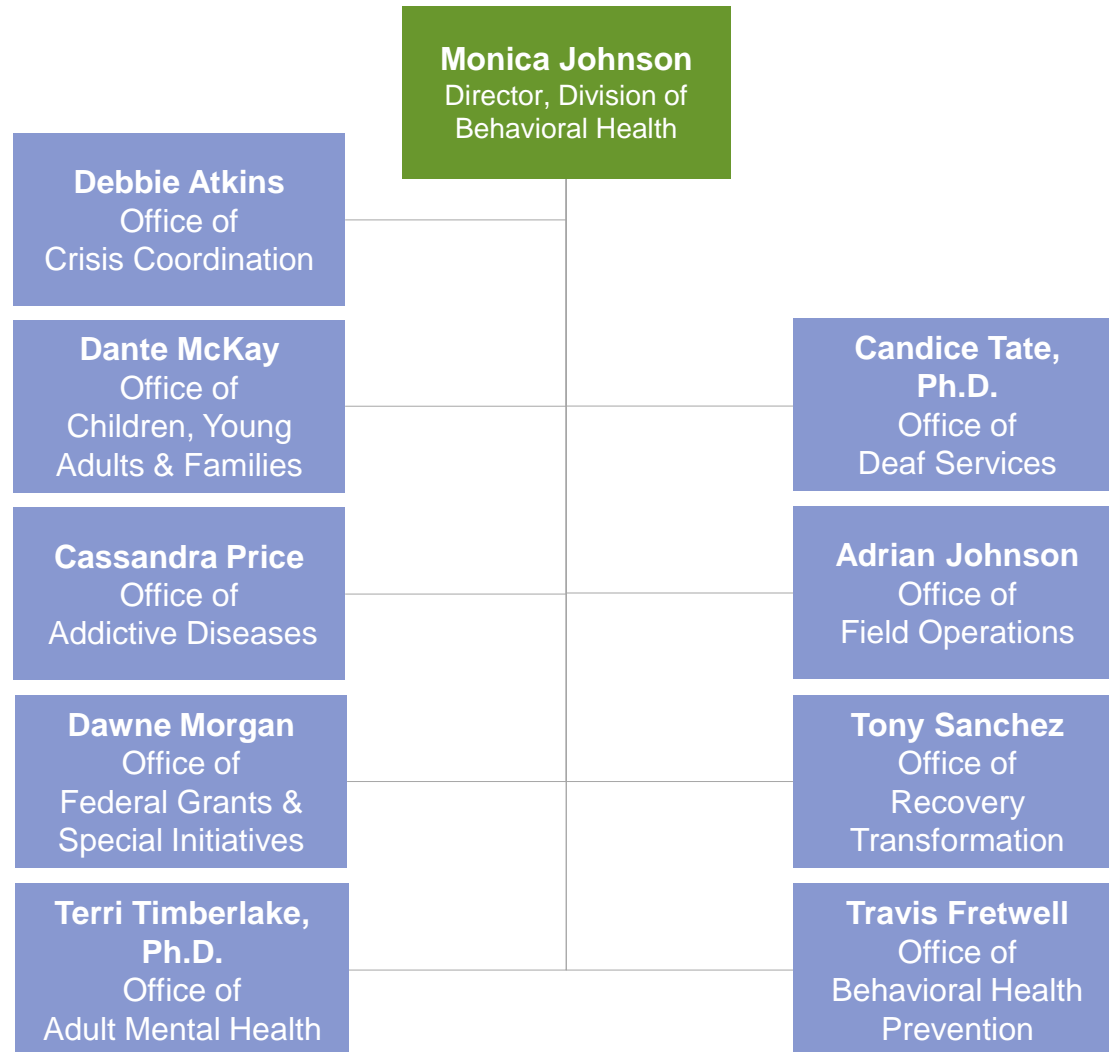 Monica Johnson
Director, Division of
Behavioral Health
Debbie Atkins
Office of
Crisis Coordination
Dante McKay
Office of
Children, Young
Adults & Families
Cassandra Price
Office of
Addictive Diseases
Dawne Morgan
Office of
Federal Grants &
Special Initiatives
Terri Timberlake,
Ph.D.
Office of
Adult Mental Health
Candice Tate,
Ph.D.
Office of
Deaf Services
Adrian Johnson
Office of
Field Operations
Tony Sanchez
Office of
Recovery
Transformation
Travis Fretwell
Office of
Behavioral Health
Prevention